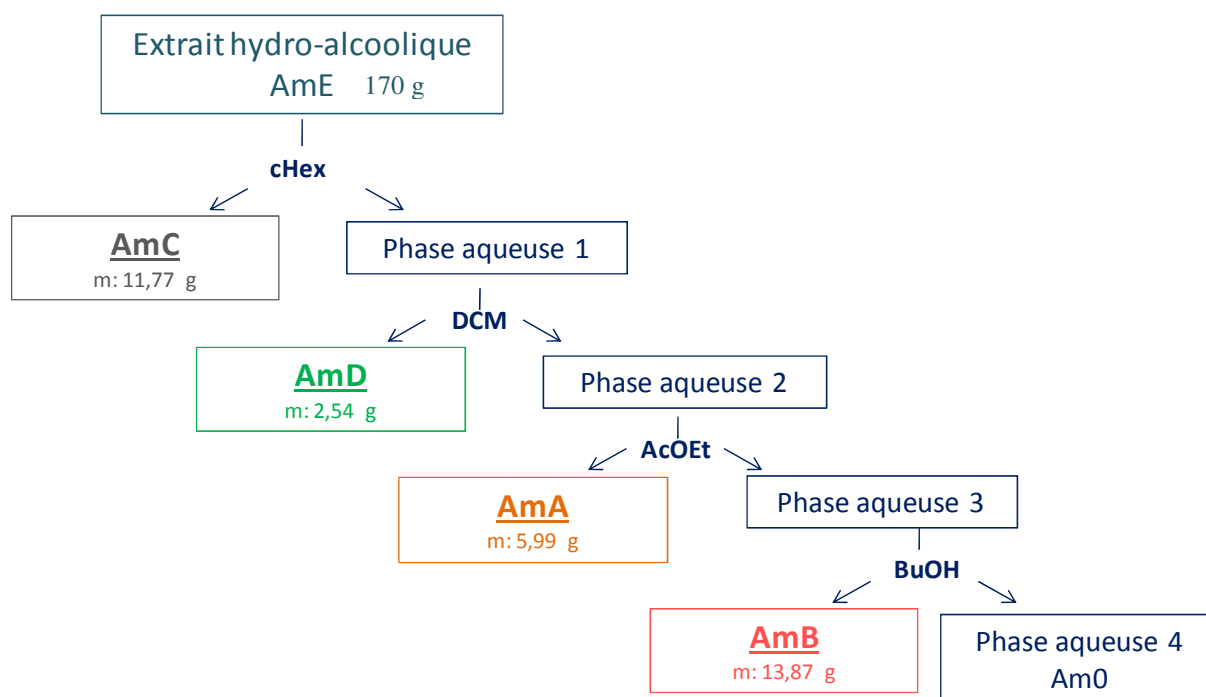 Extrait hydro-alcoolique
AmE 170 g
cHex
AmC
m: 11,77 g
Phase aqueuse 1
DCM
AmD
m: 2,54 g
Phase aqueuse 2
AcOEt
AmA
m: 5,99 g
Phase aqueuse 3
BuOH
AmB
m: 13,87 g
Phase aqueuse 4
Am0